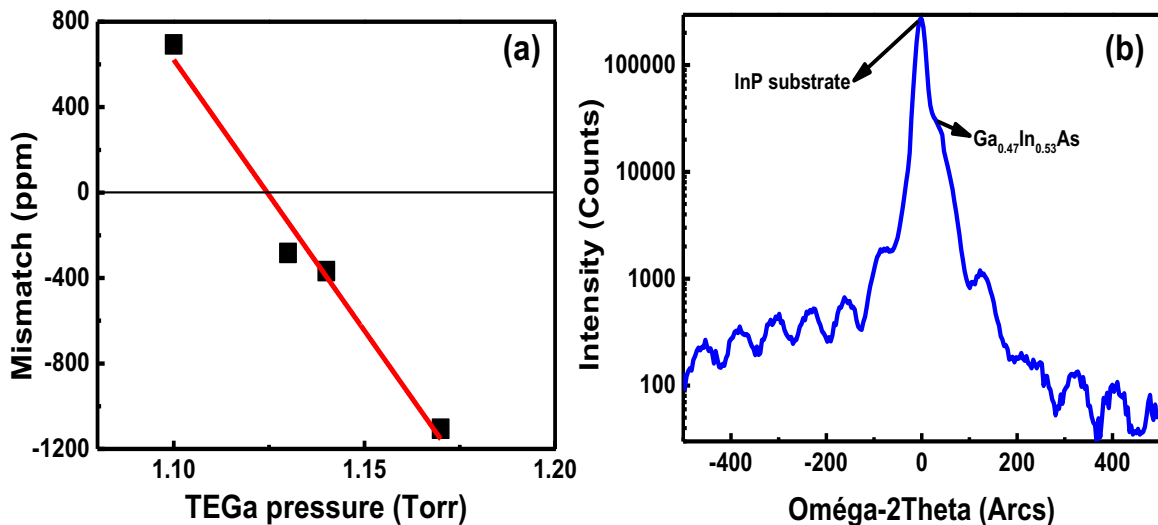 (a)
Mismatch (ppm)
800
400
0
-400
-800
-1200
1.10
1.15
1.20
TEGa pressure (Torr)
(b)
InP substrate
Ga0.47In0.53As
Intensity (Counts)
100000
10000
1000
100
-400
-200
0
200
400
Oméga-2Theta (Arcs)